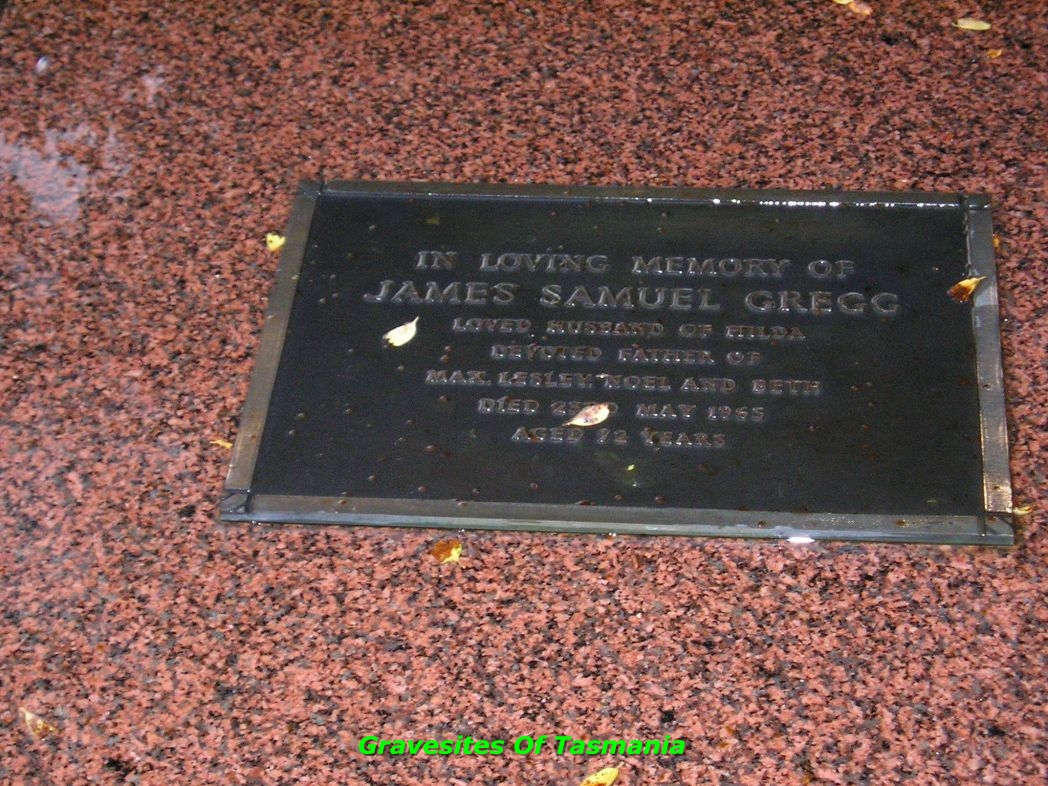 IN LOVING MEMORY OF
JAMES SAMUEL GREGG
LOVED HUSBAND OF HILDA
DEVOTED FATHER OF
MAX, LESLEY, NOEL AND BETH
DIED MAY 1965
AGED 72 YEARS
Gravesites Of Tasmania